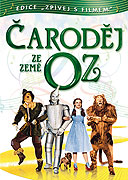 EDICE „ZPÍVEJ S FILMEM"
ČARODĚJ
ZE ZEMĚ
OZ